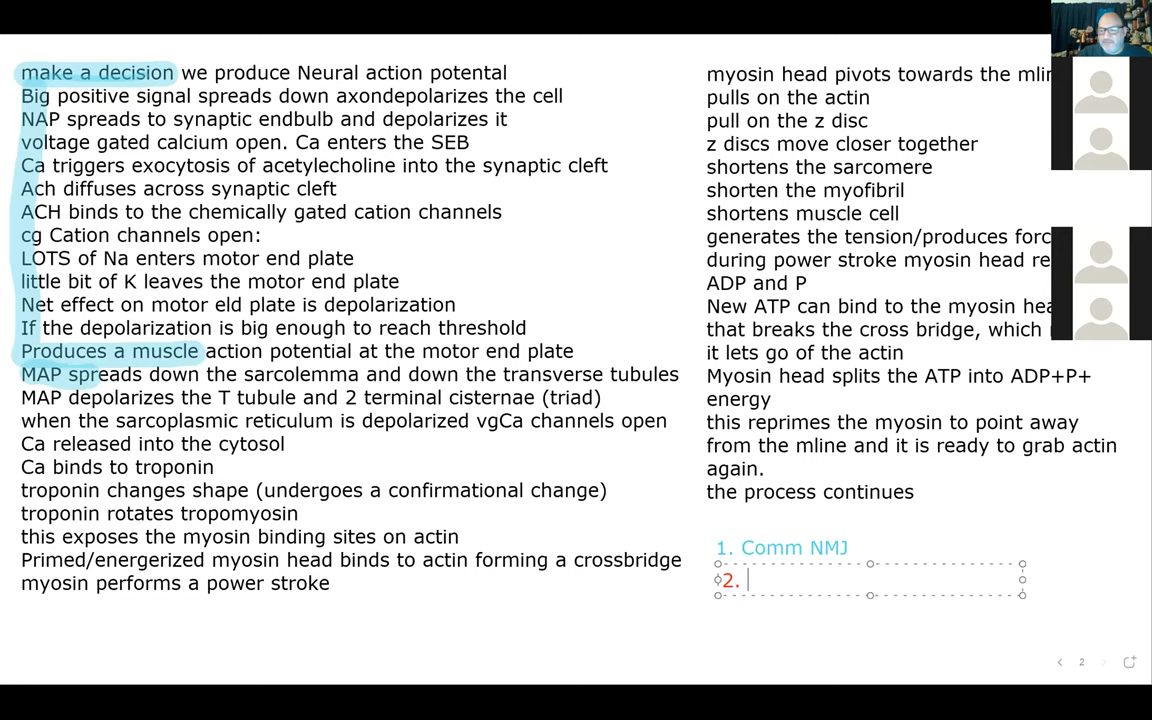 make a decision we produce Neural action potental
Big positive signal spreads down axondepolarizes the cell
NAP spreads to synaptic endbulb and depolarizes it
voltage gated calcium open. Ca enters the SEB
Ca triggers exocytosis of acetylecholine into the synaptic cleft
Ach diffuses across synaptic cleft
ACH binds to the chemically gated cation channels
cg Cation channels open:
LOTS of Na enters motor end plate
little bit of K leaves the motor end plate
Net effect on motor eld plate is depolarization
If the depolarization is big enough to reach threshold
Produces a muscle action potential at the motor end plate
MAP spreads down the sarcolemma and down the transverse tubules
MAP depolarizes the T tubule and 2 terminal cisternae (triad)
when the sarcoplasmic reticulum is depolarized vgCa channels open
Ca released into the cytosol
Ca binds to troponin
troponin changes shape (undergoes a confirmational change)
troponin rotates tropomyosin
this exposes the myosin binding sites on actin
Primed/energerized myosin head binds to actin forming a crossbridge
myosin performs a power stroke
myosin head pivots towards the
pulls on the actin
pull on the z disc
z discs move closer together
shortens the sarcomere
shorten the myofibril
shortens muscle cell
generates the tension/produces
during power stroke myosin head
ADP and P
New ATP can bind to the myosin
that breaks the cross bridge, which
it lets go of the actin
Myosin head splits the ATP into ADP+P+
energy
this reprimes the myosin to point away
from the mline and it is ready to grab actin
again.
the process continues
1. Comm NMJ
2.
2